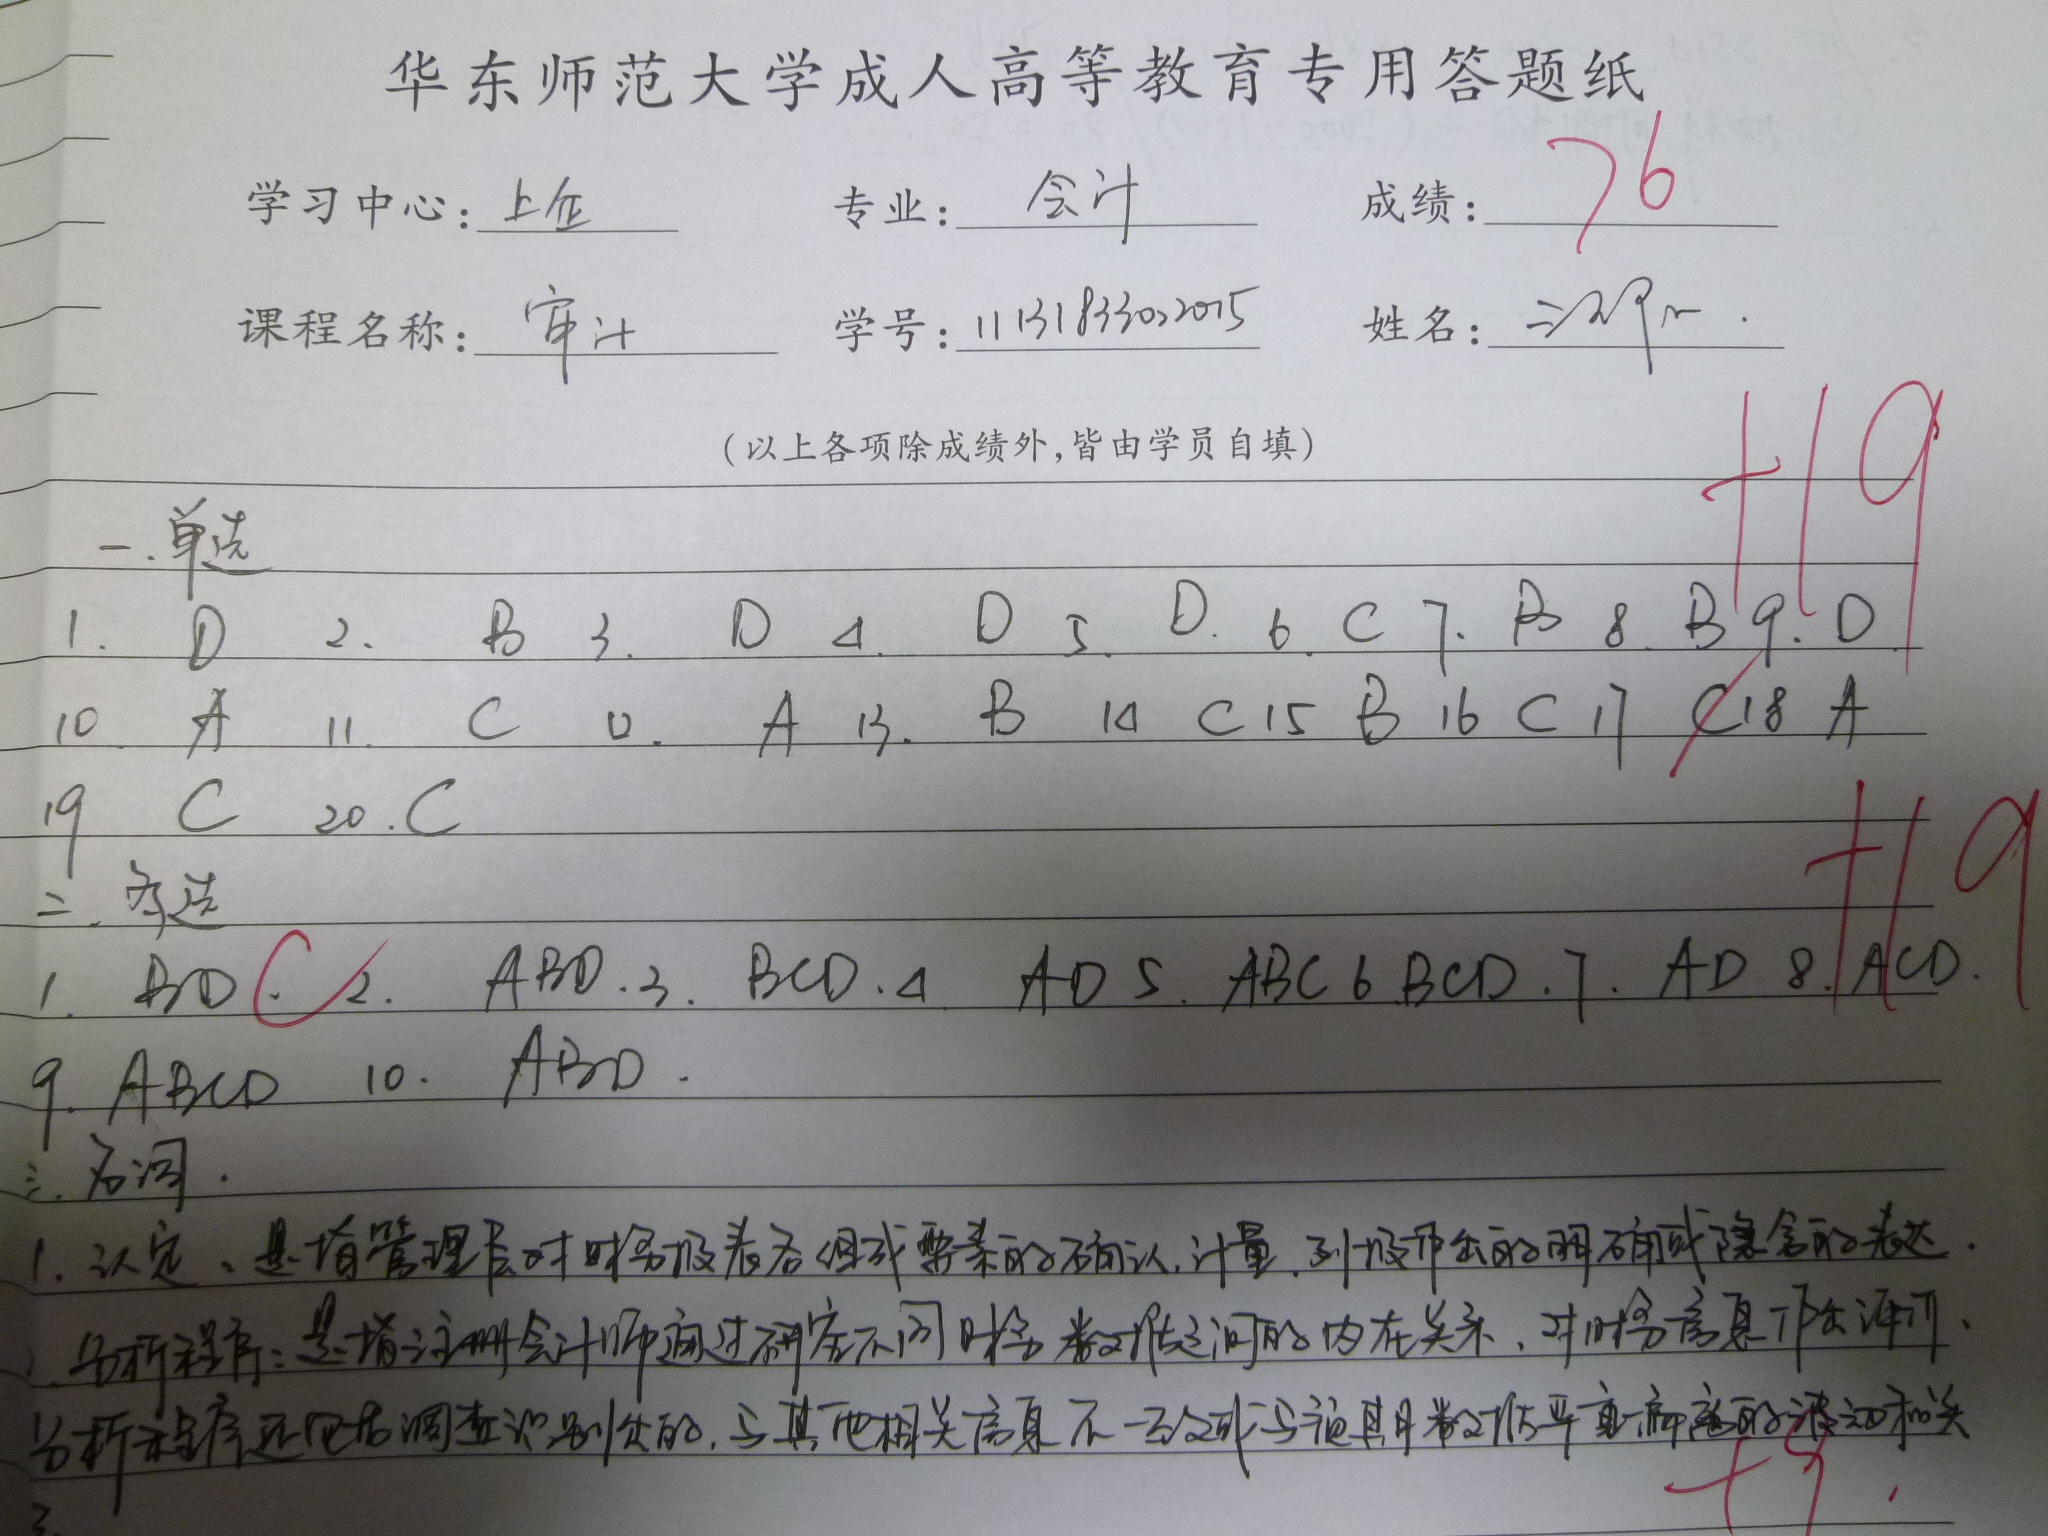 华东师范大学成人高等教育专用答题纸
学习中心：上企 专业：会计 成绩：76
课程名称：审计 学号： 姓名：
（以上各项除成绩外，皆由学员自填）
+19
一.单选
1. D 2. B 3. D 4. D 5. D. 6. C 7. B 8. B 9. D
10. A 11. C 12. A 13. B 14 C 15 B 16 C 17 C 18 A
19 C 20. C
+19
二.多选
1. BD. C 2. ABD. 3. BCD. 4 AD 5. ABC 6 BCD. 7. AD 8. ACD.
9. ABCD 10. ABD.
三.名词.
1. 认定：是指管理层对财务报表各组成要素的确认.计量.列报作出的明确或隐含的表达.
2. 分析程序：是指注册会计师通过研究不同财务数据之间的内在关系，对财务信息作出评价、
分析程序还包括调查识别出的，与其他相关信息不一致或与预期数据严重偏离的波动和关
3.